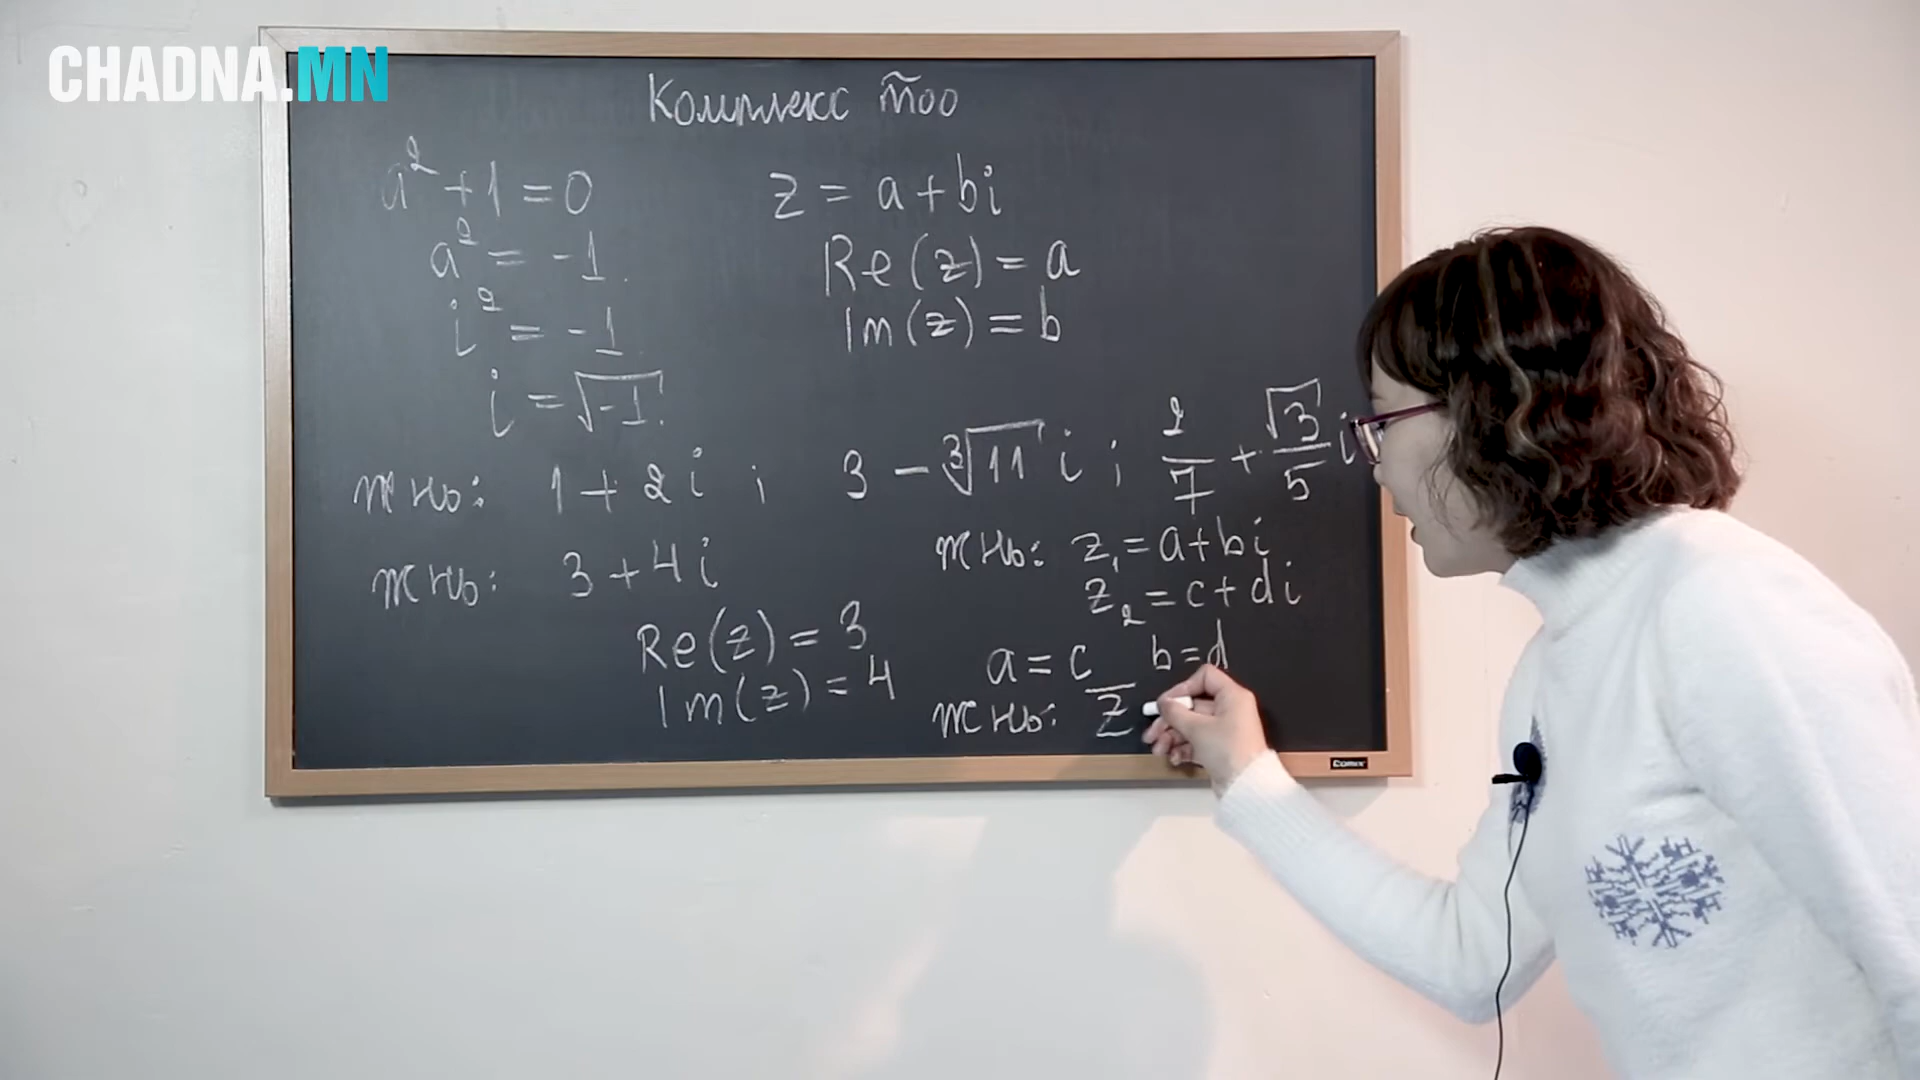 CHADNA.MN
Комплекс тоо
a² + 1 = 0
a² = -1
i² = -1
i = √-1
z = a + bi
Re(z) = a
Im(z) = b
жнь: 1 + 2i ; 3 - ∛11 i ; 2/7 + √3/5 i
жнь: 3 + 4i
Re(z) = 3
Im(z) = 4
жнь: z₁ = a + bi
z₂ = c + di
a = c b = d
жнь: z̅
Comix